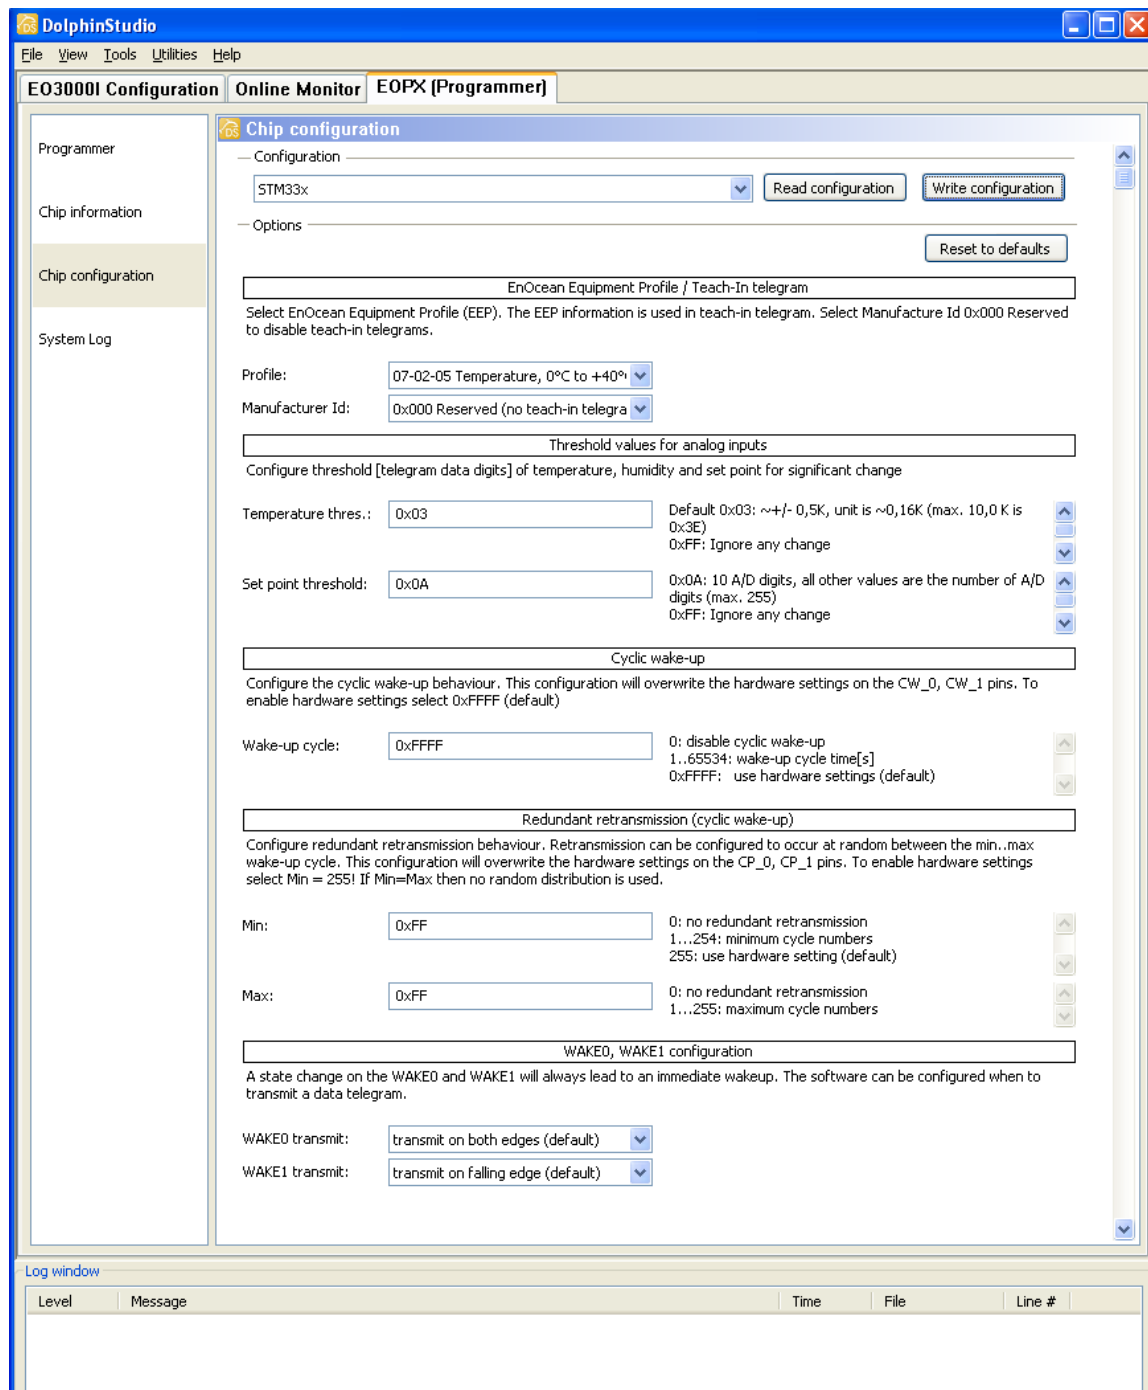 DolphinStudio
File View Tools Utilities Help
EO3000I Configuration Online Monitor EOPX (Programmer)
Programmer
Chip information
Chip configuration
System Log
Chip configuration
Configuration
STM33x Read configuration Write configuration
Options
Reset to defaults
EnOcean Equipment Profile / Teach-In telegram
Select EnOcean Equipment Profile (EEP). The EEP information is used in teach-in telegram. Select Manufacture Id 0x000 Reserved
to disable teach-in telegrams.
Profile: 07-02-05 Temperature, 0°C to +40°
Manufacturer Id: 0x000 Reserved (no teach-in telegra
Threshold values for analog inputs
Configure threshold [telegram data digits] of temperature, humidity and set point for significant change
Temperature thres.: 0x03 Default 0x03: ~+/- 0,5K, unit is ~0,16K (max. 10,0 K is
0x3E)
0xFF: Ignore any change
Set point threshold: 0x0A 0x0A: 10 A/D digits, all other values are the number of A/D
digits (max. 255)
0xFF: Ignore any change
Cyclic wake-up
Configure the cyclic wake-up behaviour. This configuration will overwrite the hardware settings on the CW_0, CW_1 pins. To
enable hardware settings select 0xFFFF (default)
Wake-up cycle: 0xFFFF 0: disable cyclic wake-up
1..65534: wake-up cycle time[s]
0xFFFF: use hardware settings (default)
Redundant retransmission (cyclic wake-up)
Configure redundant retransmission behaviour. Retransmission can be configured to occur at random between the min..max
wake-up cycle. This configuration will overwrite the hardware settings on the CP_0, CP_1 pins. To enable hardware settings
select Min = 255! If Min=Max then no random distribution is used.
Min: 0xFF 0: no redundant retransmission
1...254: minimum cycle numbers
255: use hardware setting (default)
Max: 0xFF 0: no redundant retransmission
1...255: maximum cycle numbers
WAKE0, WAKE1 configuration
A state change on the WAKE0 and WAKE1 will always lead to an immediate wakeup. The software can be configured when to
transmit a data telegram.
WAKE0 transmit: transmit on both edges (default)
WAKE1 transmit: transmit on falling edge (default)
Log window
Level Message Time File Line #